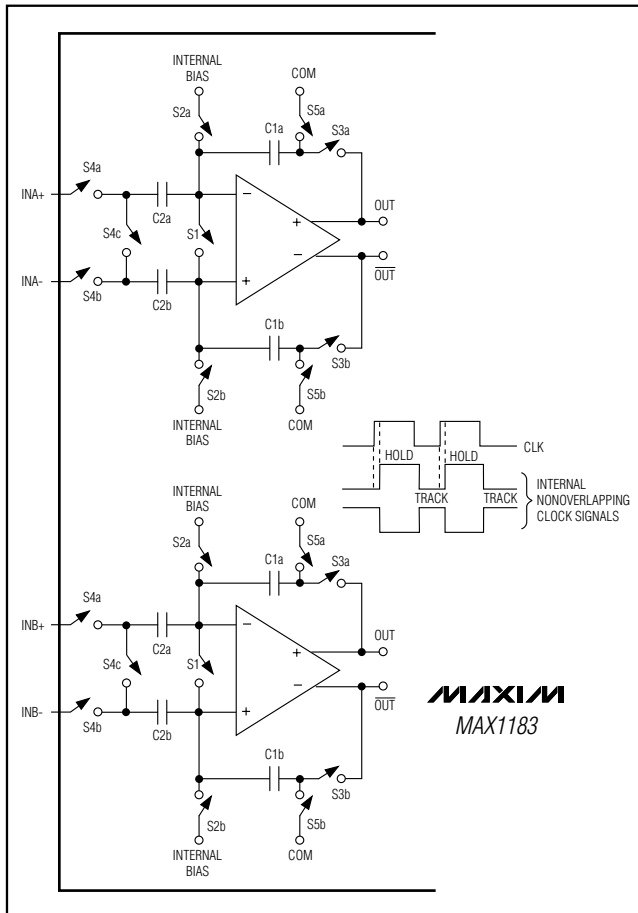 INTERNAL
BIAS
COM
S2a
S5a
C1a
S3a
S4a
INA+
C2a
OUT
S4c
S1
−
+
+
−
INA-
S4b
C2b
OUT
C1b
S3b
S2b
S5b
INTERNAL
BIAS
COM
CLK
HOLD
HOLD
TRACK
TRACK
INTERNAL
NONOVERLAPPING
CLOCK SIGNALS
INTERNAL
BIAS
COM
S2a
S5a
C1a
S3a
S4a
INB+
C2a
OUT
S4c
S1
−
+
+
−
INB-
S4b
C2b
OUT
C1b
S3b
S2b
S5b
INTERNAL
BIAS
COM
MAXIM
MAX1183